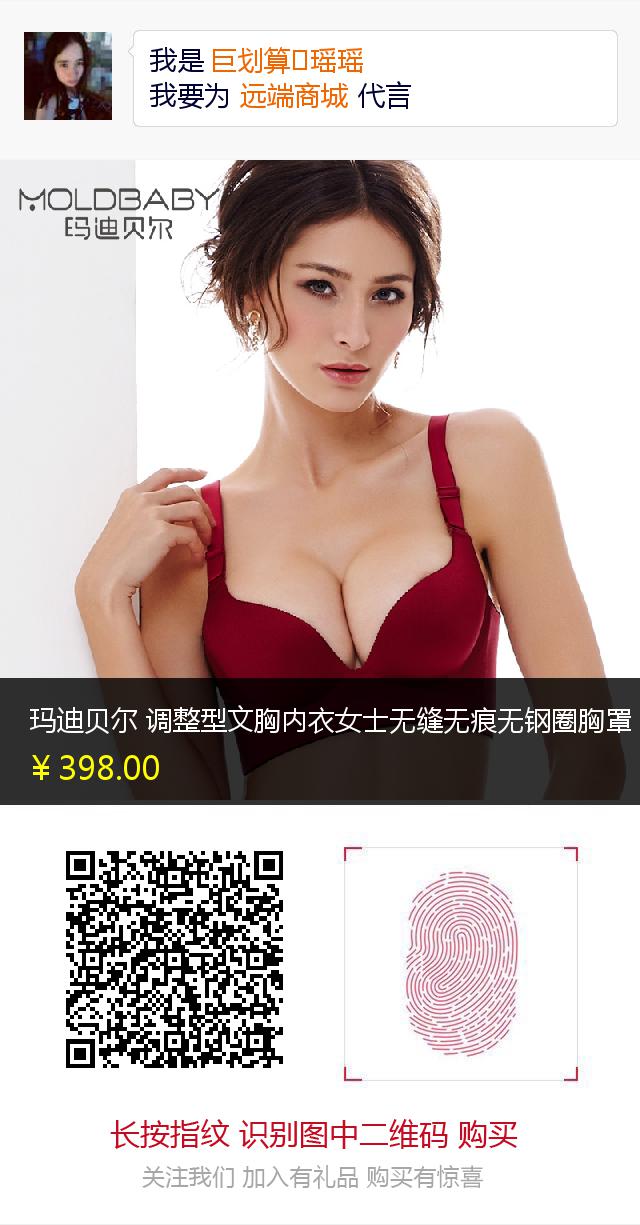 我是 巨划算瑶瑶
我要为 远端商城 代言
MOLDBABY
玛迪贝尔
玛迪贝尔 调整型文胸内衣女士无缝无痕无钢圈胸罩
¥ 398.00
长按指纹 识别图中二维码 购买
关注我们 加入有礼品 购买有惊喜